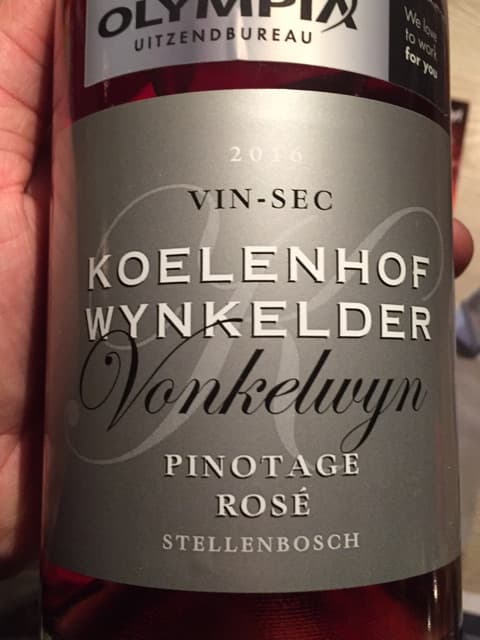 OLYMPIA
UITZENDBUREAU
We love
to work
for you
2016
VIN-SEC
KOELENHOF
WYNKELDER
Vonkelwyn
PINOTAGE
ROSÉ
STELLENBOSCH